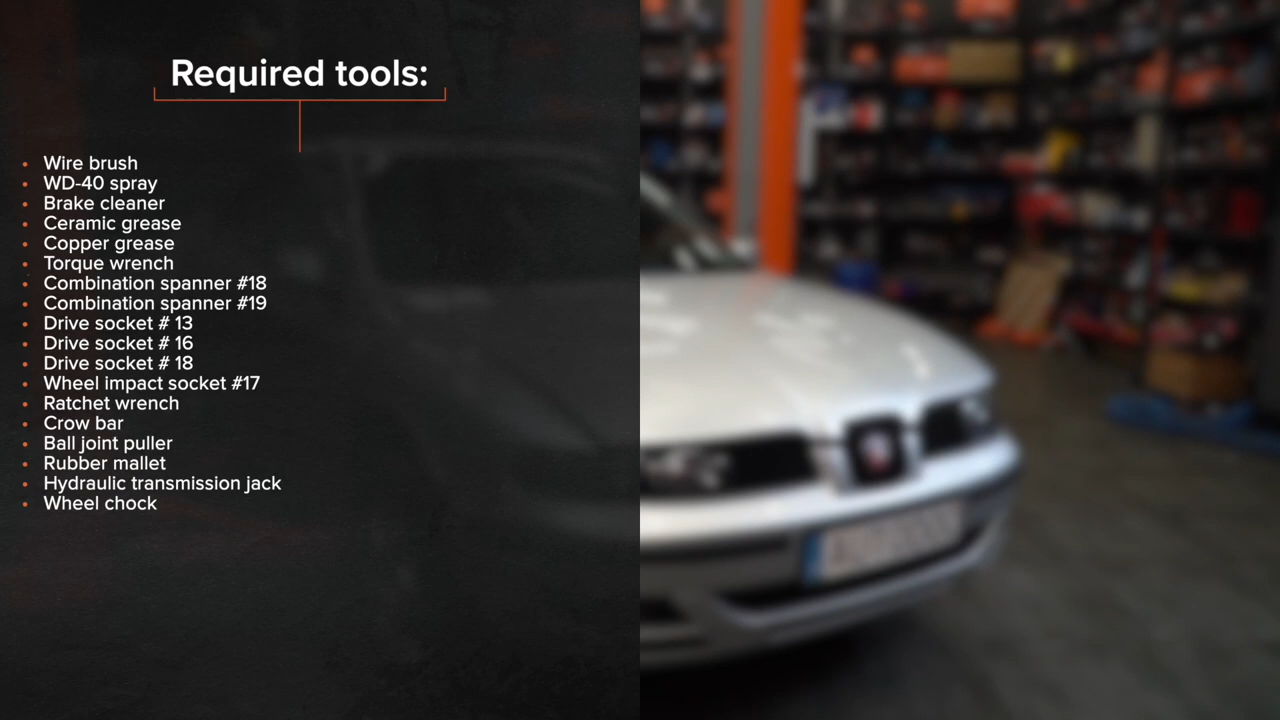 Required tools:
• Wire brush
• WD-40 spray
• Brake cleaner
• Ceramic grease
• Copper grease
• Torque wrench
• Combination spanner #18
• Combination spanner #19
• Drive socket # 13
• Drive socket # 16
• Drive socket # 18
• Wheel impact socket #17
• Ratchet wrench
• Crow bar
• Ball joint puller
• Rubber mallet
• Hydraulic transmission jack
• Wheel chock